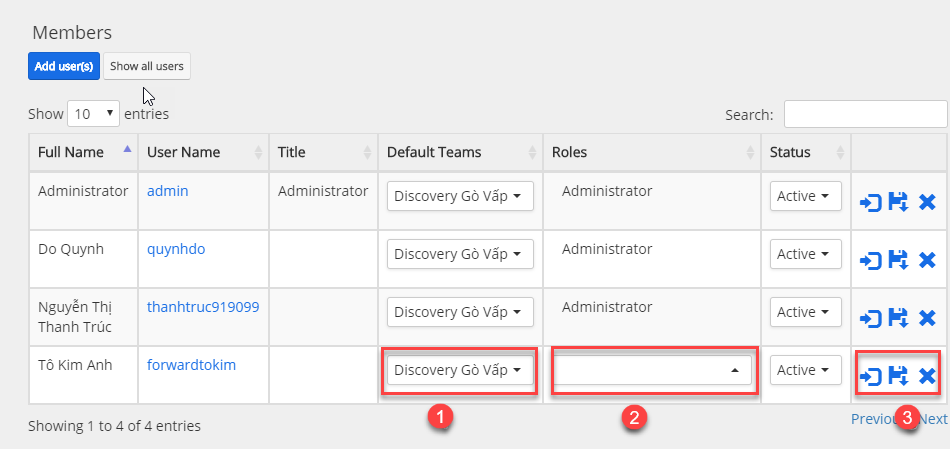 Members
Add user(s) Show all users
Show 10 entries Search:
Full Name User Name Title Default Teams Roles Status
Administrator admin Administrator Discovery Gò Vấp Administrator Active
Do Quynh quynhdo Discovery Gò Vấp Administrator Active
Nguyễn Thị
Thanh Trúc thanhtruc919099 Discovery Gò Vấp Administrator Active
Tô Kim Anh forwardtokim Discovery Gò Vấp Active
1 2 3
Showing 1 to 4 of 4 entries Next